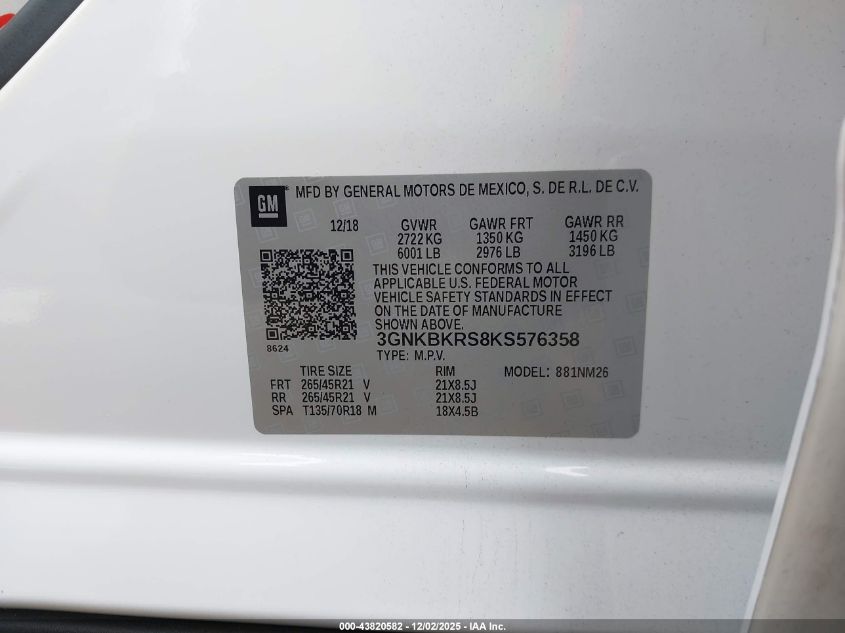 GM MFD BY GENERAL MOTORS DE MEXICO, S. DE R.L. DE C.V.
12/18 GVWR GAWR FRT GAWR RR
2722 KG 1350 KG 1450 KG
6001 LB 2976 LB 3196 LB
THIS VEHICLE CONFORMS TO ALL
APPLICABLE U.S. FEDERAL MOTOR
VEHICLE SAFETY STANDARDS IN EFFECT
ON THE DATE OF MANUFACTURE
SHOWN ABOVE.
8624
3GNKBKRS8KS576358
TYPE: M.P.V.
TIRE SIZE RIM MODEL: 881NM26
FRT 265/45R21 V 21X8.5J
RR 265/45R21 V 21X8.5J
SPA T135/70R18 M 18X4.5B
000-43820582 - 12/02/2025 - IAA Inc.